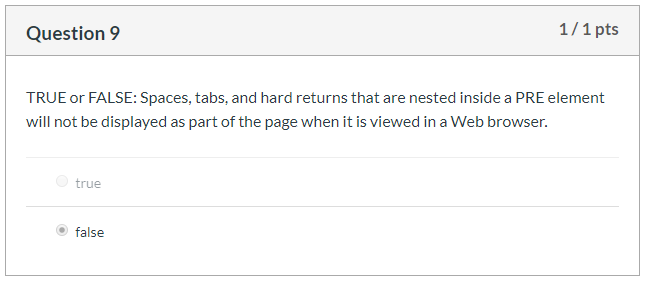 Question 9
1 / 1 pts
TRUE or FALSE: Spaces, tabs, and hard returns that are nested inside a PRE element
will not be displayed as part of the page when it is viewed in a Web browser.
true
false